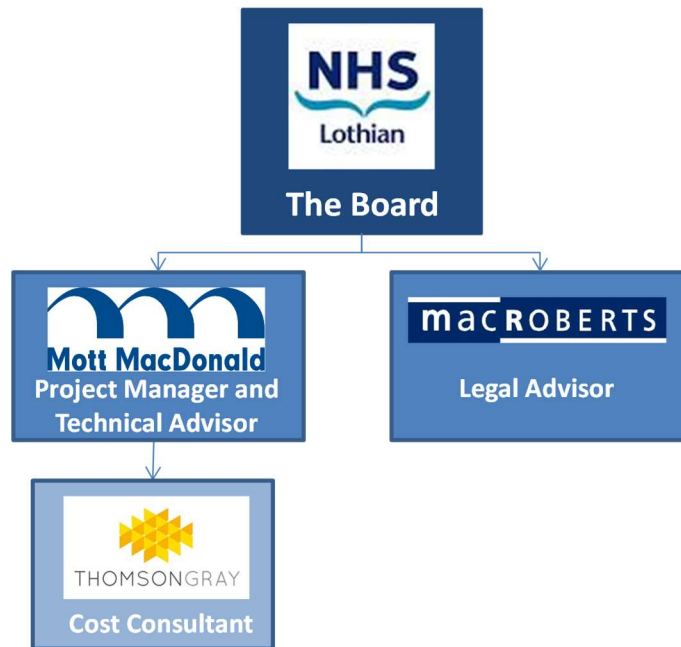 NHS
Lothian
The Board
Mott MacDonald
Project Manager and
Technical Advisor
MACROBERTS
Legal Advisor
THOMSONGRAY
Cost Consultant